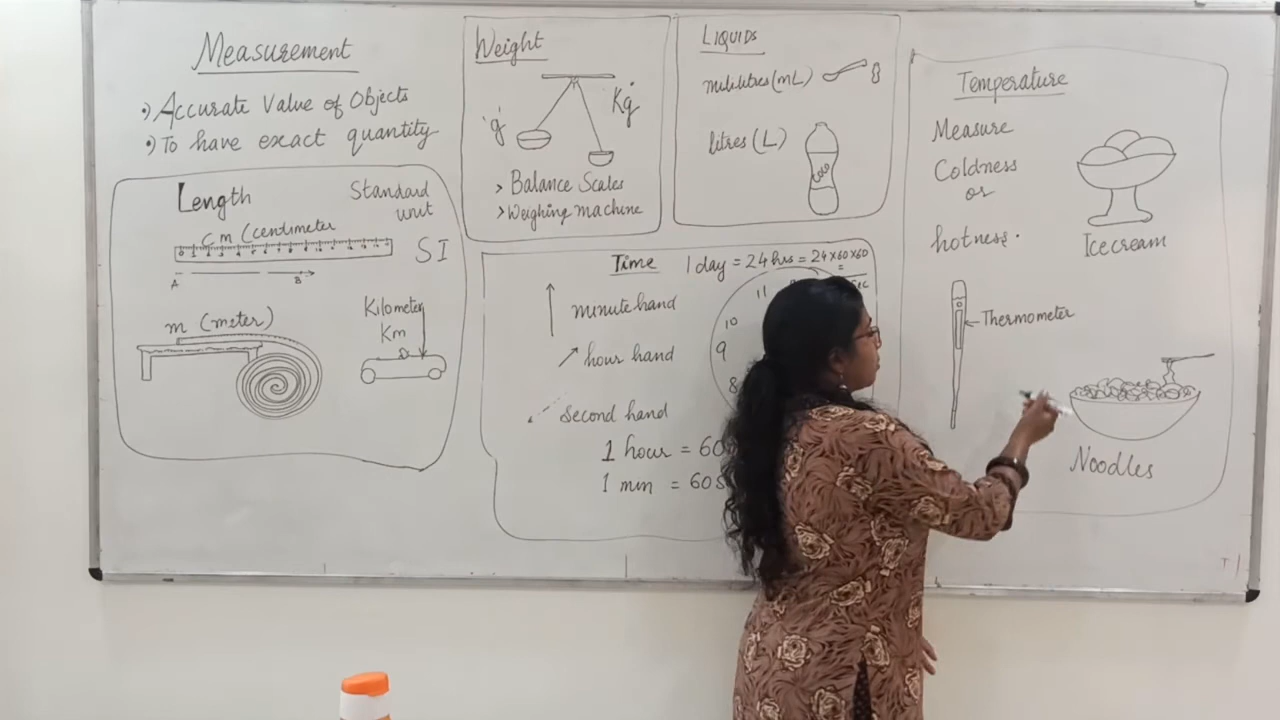 Measurement
•) Accurate Value of Objects
•) To have exact quantity
Length
Standard unit
cm (centimeter
SI
A B
m (meter)
Kilometer
Km
Weight
'g'
Kg
> Balance Scales
> Weighing machine
LIQUIDS
millilitres (mL)
litres (L)
COCO
Time
1 day = 24 hrs = 24×60×60
=
sec
minute hand
hour hand
second hand
11
10
9
8
1 hour = 60
1 min = 60s
Temperature
Measure
Coldness
or
hotness.
Icecream
Thermometer
Noodles